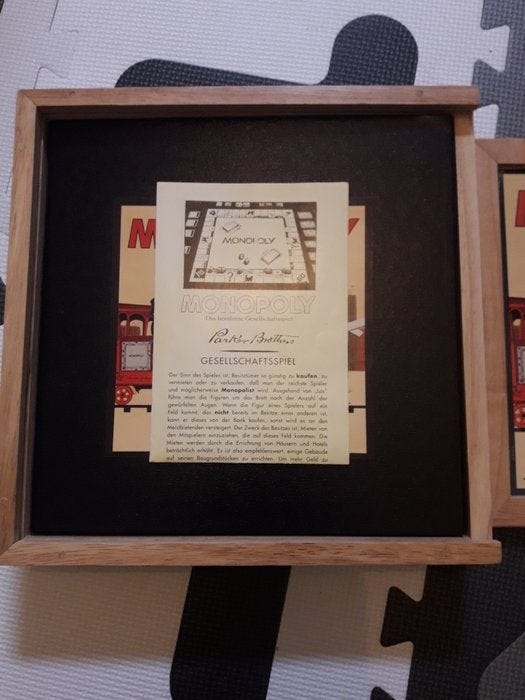 MONOPOLY
MONOPOLY
Das berühmte Gesellschaftsspiel
Parker Brothers
GESELLSCHAFTSSPIEL
Der Sinn des Spieles ist, Besitztümer so günstig zu kaufen, zu
vermieten oder zu verkaufen, daß man der reichste Spieler
und möglicherweise Monopolist wird. Ausgehend von „Los"
führe man die Figuren um das Brett nach der Anzahl der
gewürfelten Augen. Wenn die Figur eines Spielers auf ein
Feld kommt, das nicht bereits im Besitze eines anderen ist,
kann er dieses von der Bank kaufen, sonst wird es an den
Meistbietenden versteigert. Der Zweck des Besitzes ist, Mieten von
den Mitspielern einzuziehen, die auf dieses Feld kommen. Die
Mieten werden durch die Errichtung von Häusern und Hotels
beträchtlich erhöht. Es ist also empfehlenswert, einige Gebäude
auf seinen Baugrundstücken zu errichten. Um mehr Geld zu
M
Y